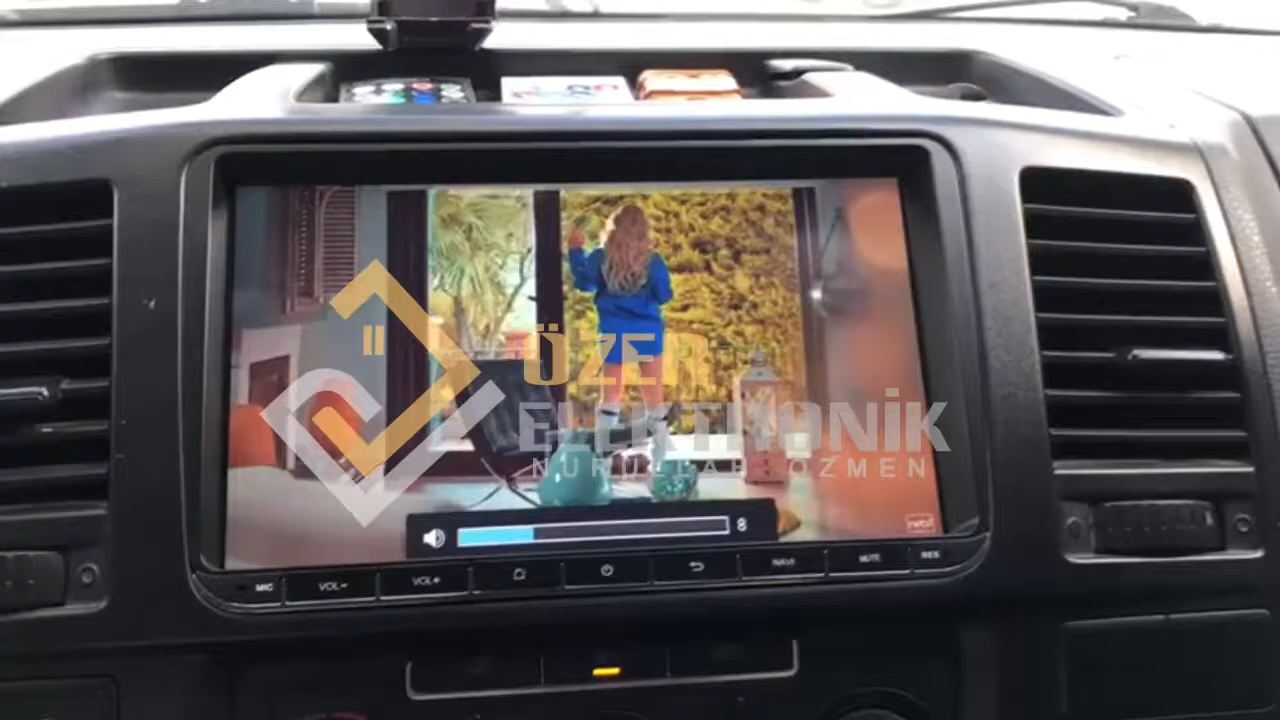 ÖZER
ELEKTRONİK
NURULLAH ÖZMEN
8
MIC
VOL-
VOL+
NAVI
MUTE
RES